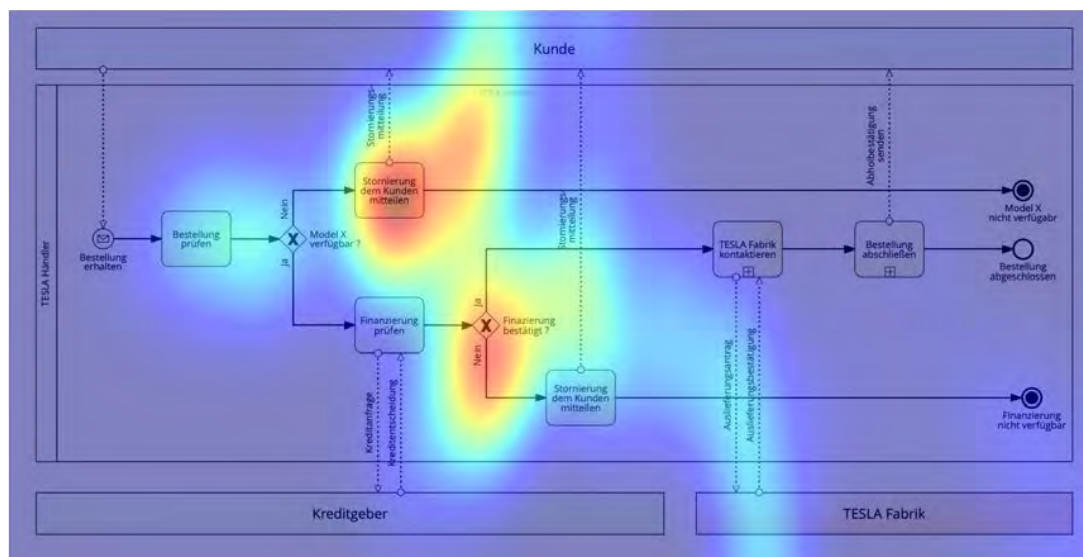 Kunde
TESLA Händler
Stornierungs-
mitteilung
Stornierungs-
mitteilung
Abholbestätigung
senden
Bestellung
erhalten
Bestellung
prüfen
Model X
verfügbar ?
Nein
Ja
Stornierung
dem Kunden
mitteilen
Model X
nicht verfügabr
TESLA Fabrik
kontaktieren
Bestellung
abschließen
Bestellung
abgeschlossen
Finanzierung
prüfen
Finazierung
bestätigt ?
Ja
Nein
Stornierung
dem Kunden
mitteilen
Finanzierung
nicht verfügbar
Kreditanfrage
Kreditentscheidung
Auslieferungsantrag
Auslieferungsbestätigung
Kreditgeber
TESLA Fabrik